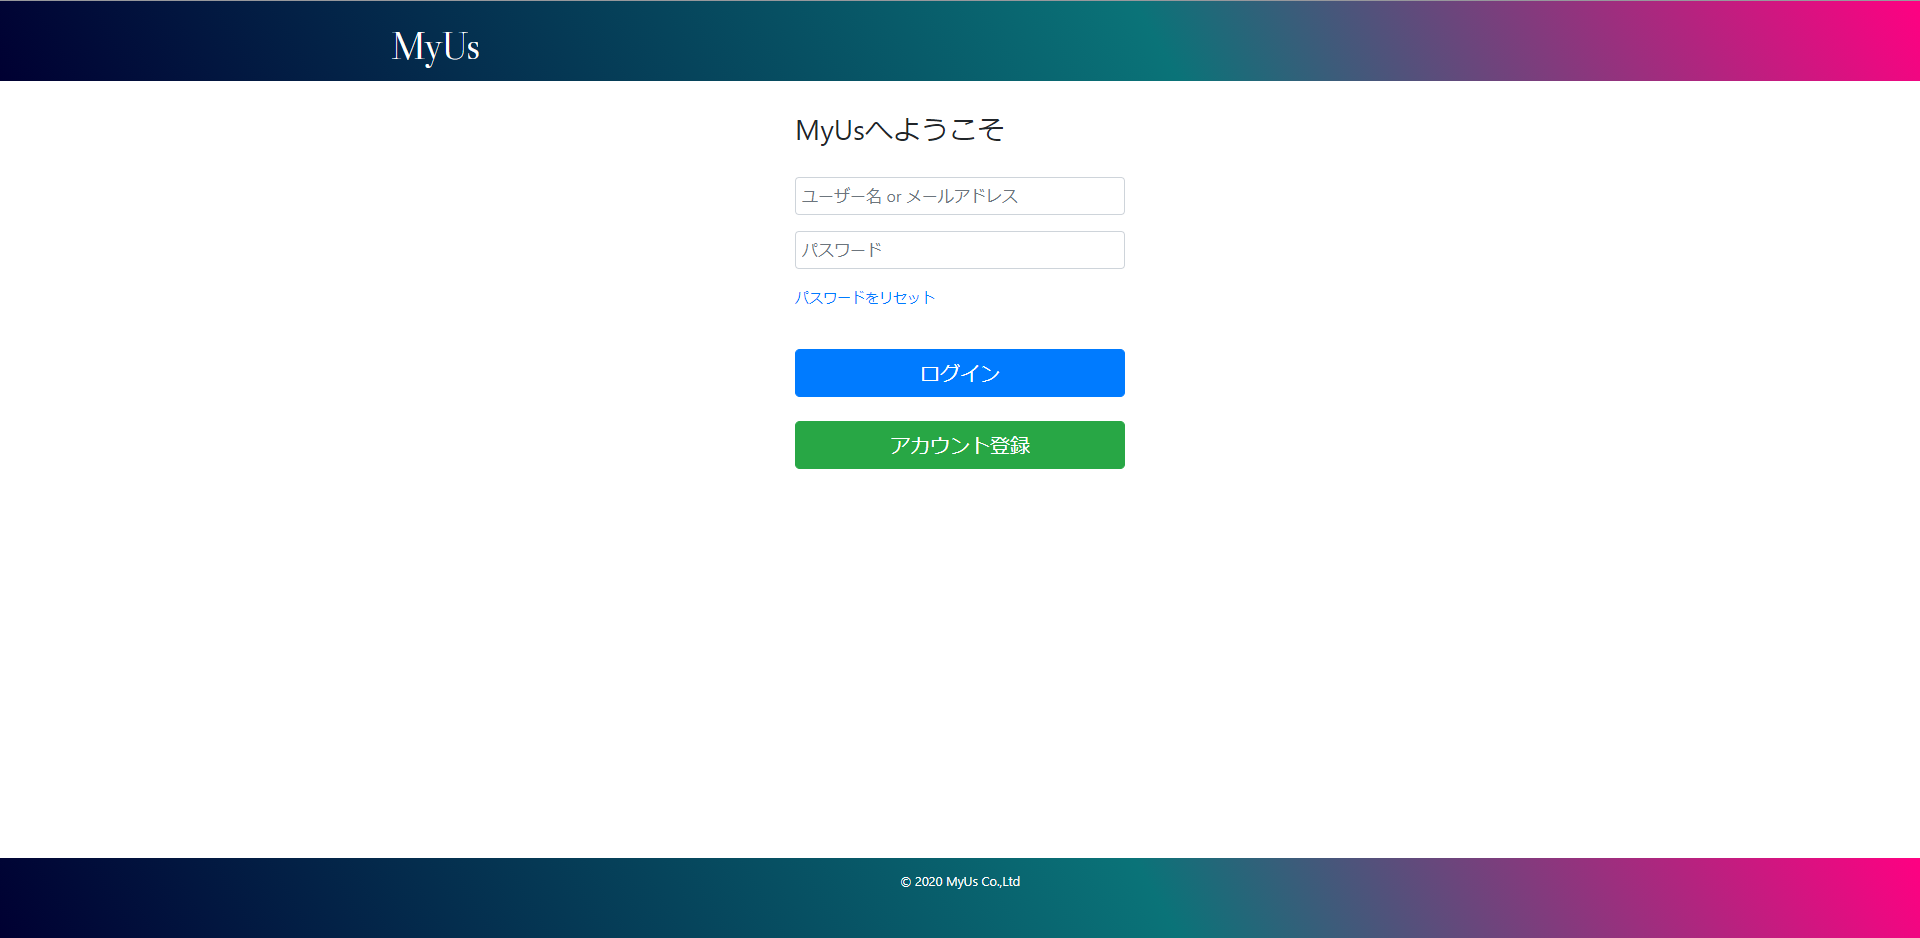 MyUs
MyUsへようこそ
ユーザー名 or メールアドレス
パスワード
パスワードをリセット
ログイン
アカウント登録
© 2020 MyUs Co.,Ltd